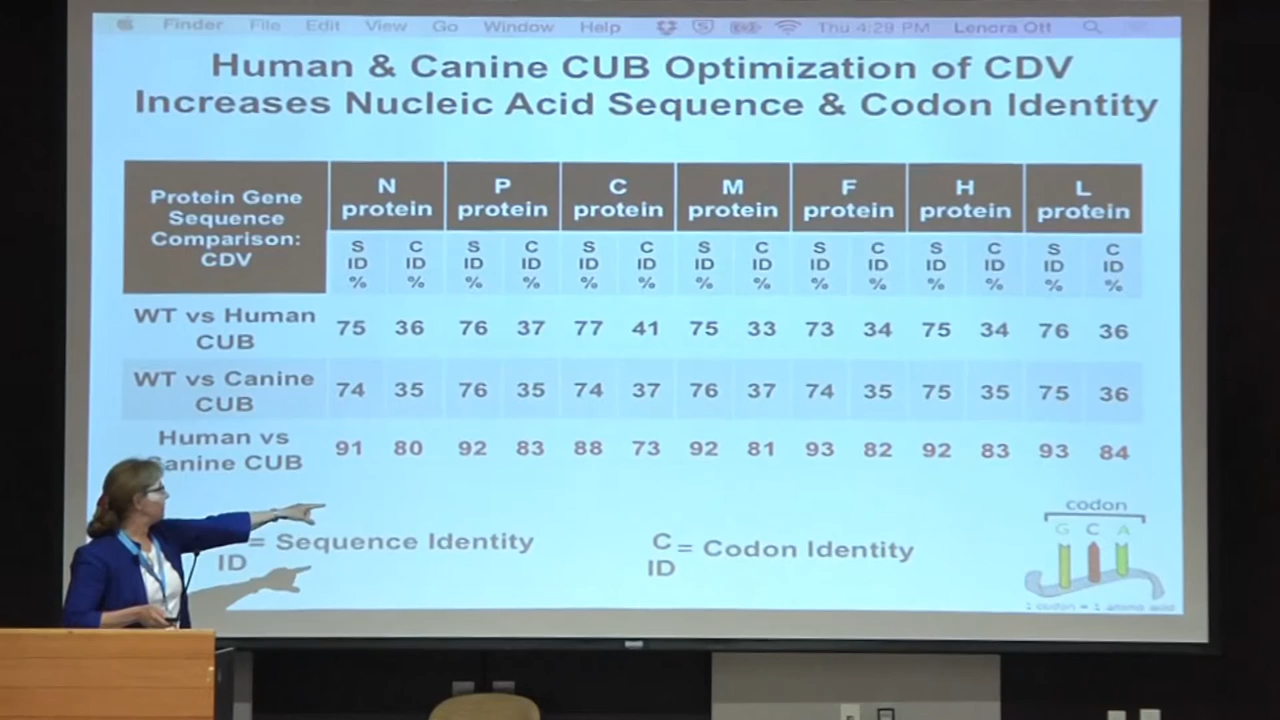 Finder File Edit View Go Window Help Thu 4:29 PM Lenora Ott
Human & Canine CUB Optimization of CDV
Increases Nucleic Acid Sequence & Codon Identity
Protein Gene
Sequence
Comparison:
CDV
N
protein
P
protein
C
protein
M
protein
F
protein
H
protein
L
protein
S C S C S C S C S C S C S C
ID ID ID ID ID ID ID ID ID ID ID ID ID ID
% % % % % % % % % % % % % %
WT vs Human
CUB
75 36 76 37 77 41 75 33 73 34 75 34 76 36
WT vs Canine
CUB
74 35 76 35 74 37 76 37 74 35 75 35 75 36
Human vs
Canine CUB
91 80 92 83 88 73 92 81 93 82 92 83 93 84
ID = Sequence Identity
C
ID = Codon Identity
codon
G C A
1 codon = 1 amino acid